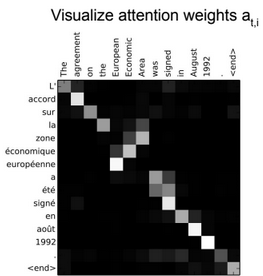 Visualize attention weights a_t,i
The agreement on the European Economic Area was signed in August 1992 . <end>
L'
accord
sur
la
zone
économique
européenne
a
été
signé
en
août
1992
.
<end>